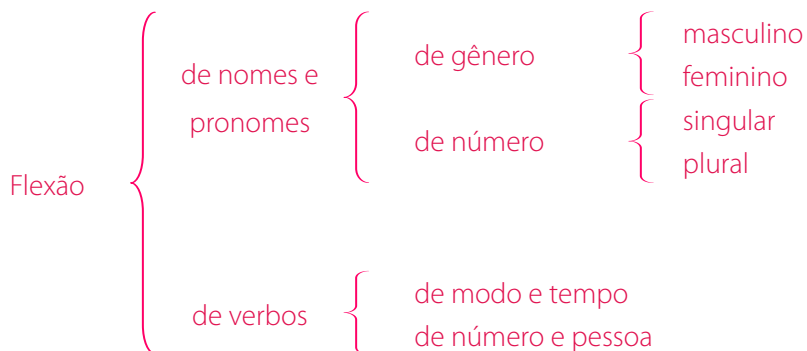 Flexão
de nomes e
pronomes
de gênero
masculino
feminino
de número
singular
plural
de verbos
de modo e tempo
de número e pessoa